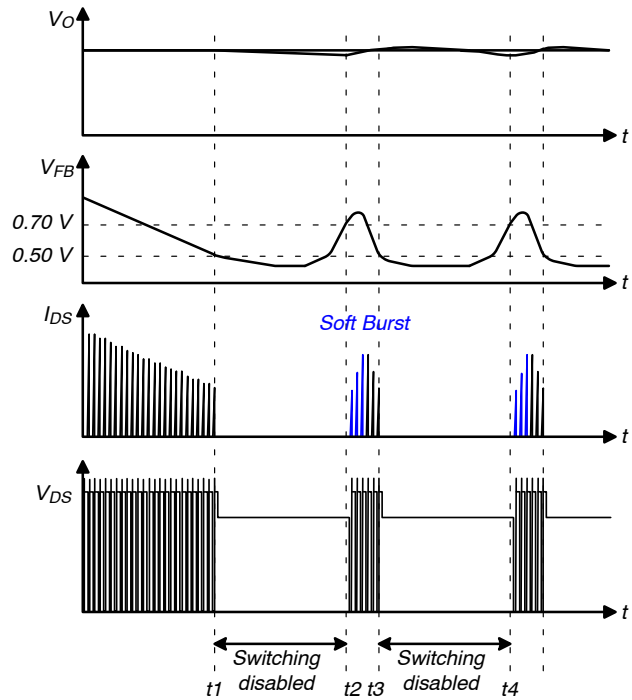 VO
t
VFB
0.70 V
0.50 V
t
IDS
Soft Burst
t
VDS
t
Switching
disabled
Switching
disabled
t1
t2
t3
t4